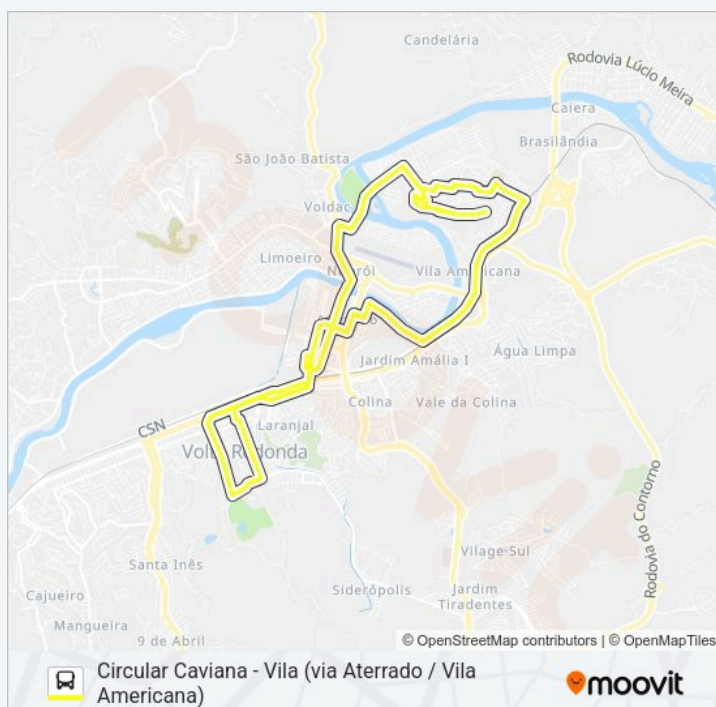 Candelária
Rodovia Lúcio Meira
Caiera
Brasilândia
São João Batista
Voldac
Limoeiro
Vila Americana
Jardim Amália I
Água Limpa
Colina
Vale da Colina
CSN
Laranjal
Volta Redonda
Rodovia do Contorno
Vilage Sul
Santa Inês
Siderópolis
Jardim
Tiradentes
Cajueiro
Mangueira
9 de Abril
© OpenStreetMap contributors | © OpenMapTiles
Circular Caviana - Vila (via Aterrado / Vila
Americana)
moovit